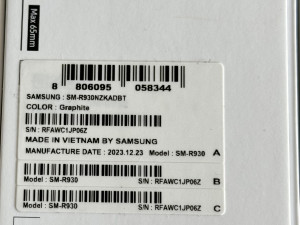 Max 65mm
8 806095 058344
SAMSUNG : SM-R930NZKADBT
COLOR : Graphite
S/N : RFAWC1JP06Z
MADE IN VIETNAM BY SAMSUNG
MANUFACTURE DATE : 2023.12.23 Model : SM-R930 A
Model : SM-R930 S/N : RFAWC1JP06Z B
Model : SM-R930 S/N : RFAWC1JP06Z C